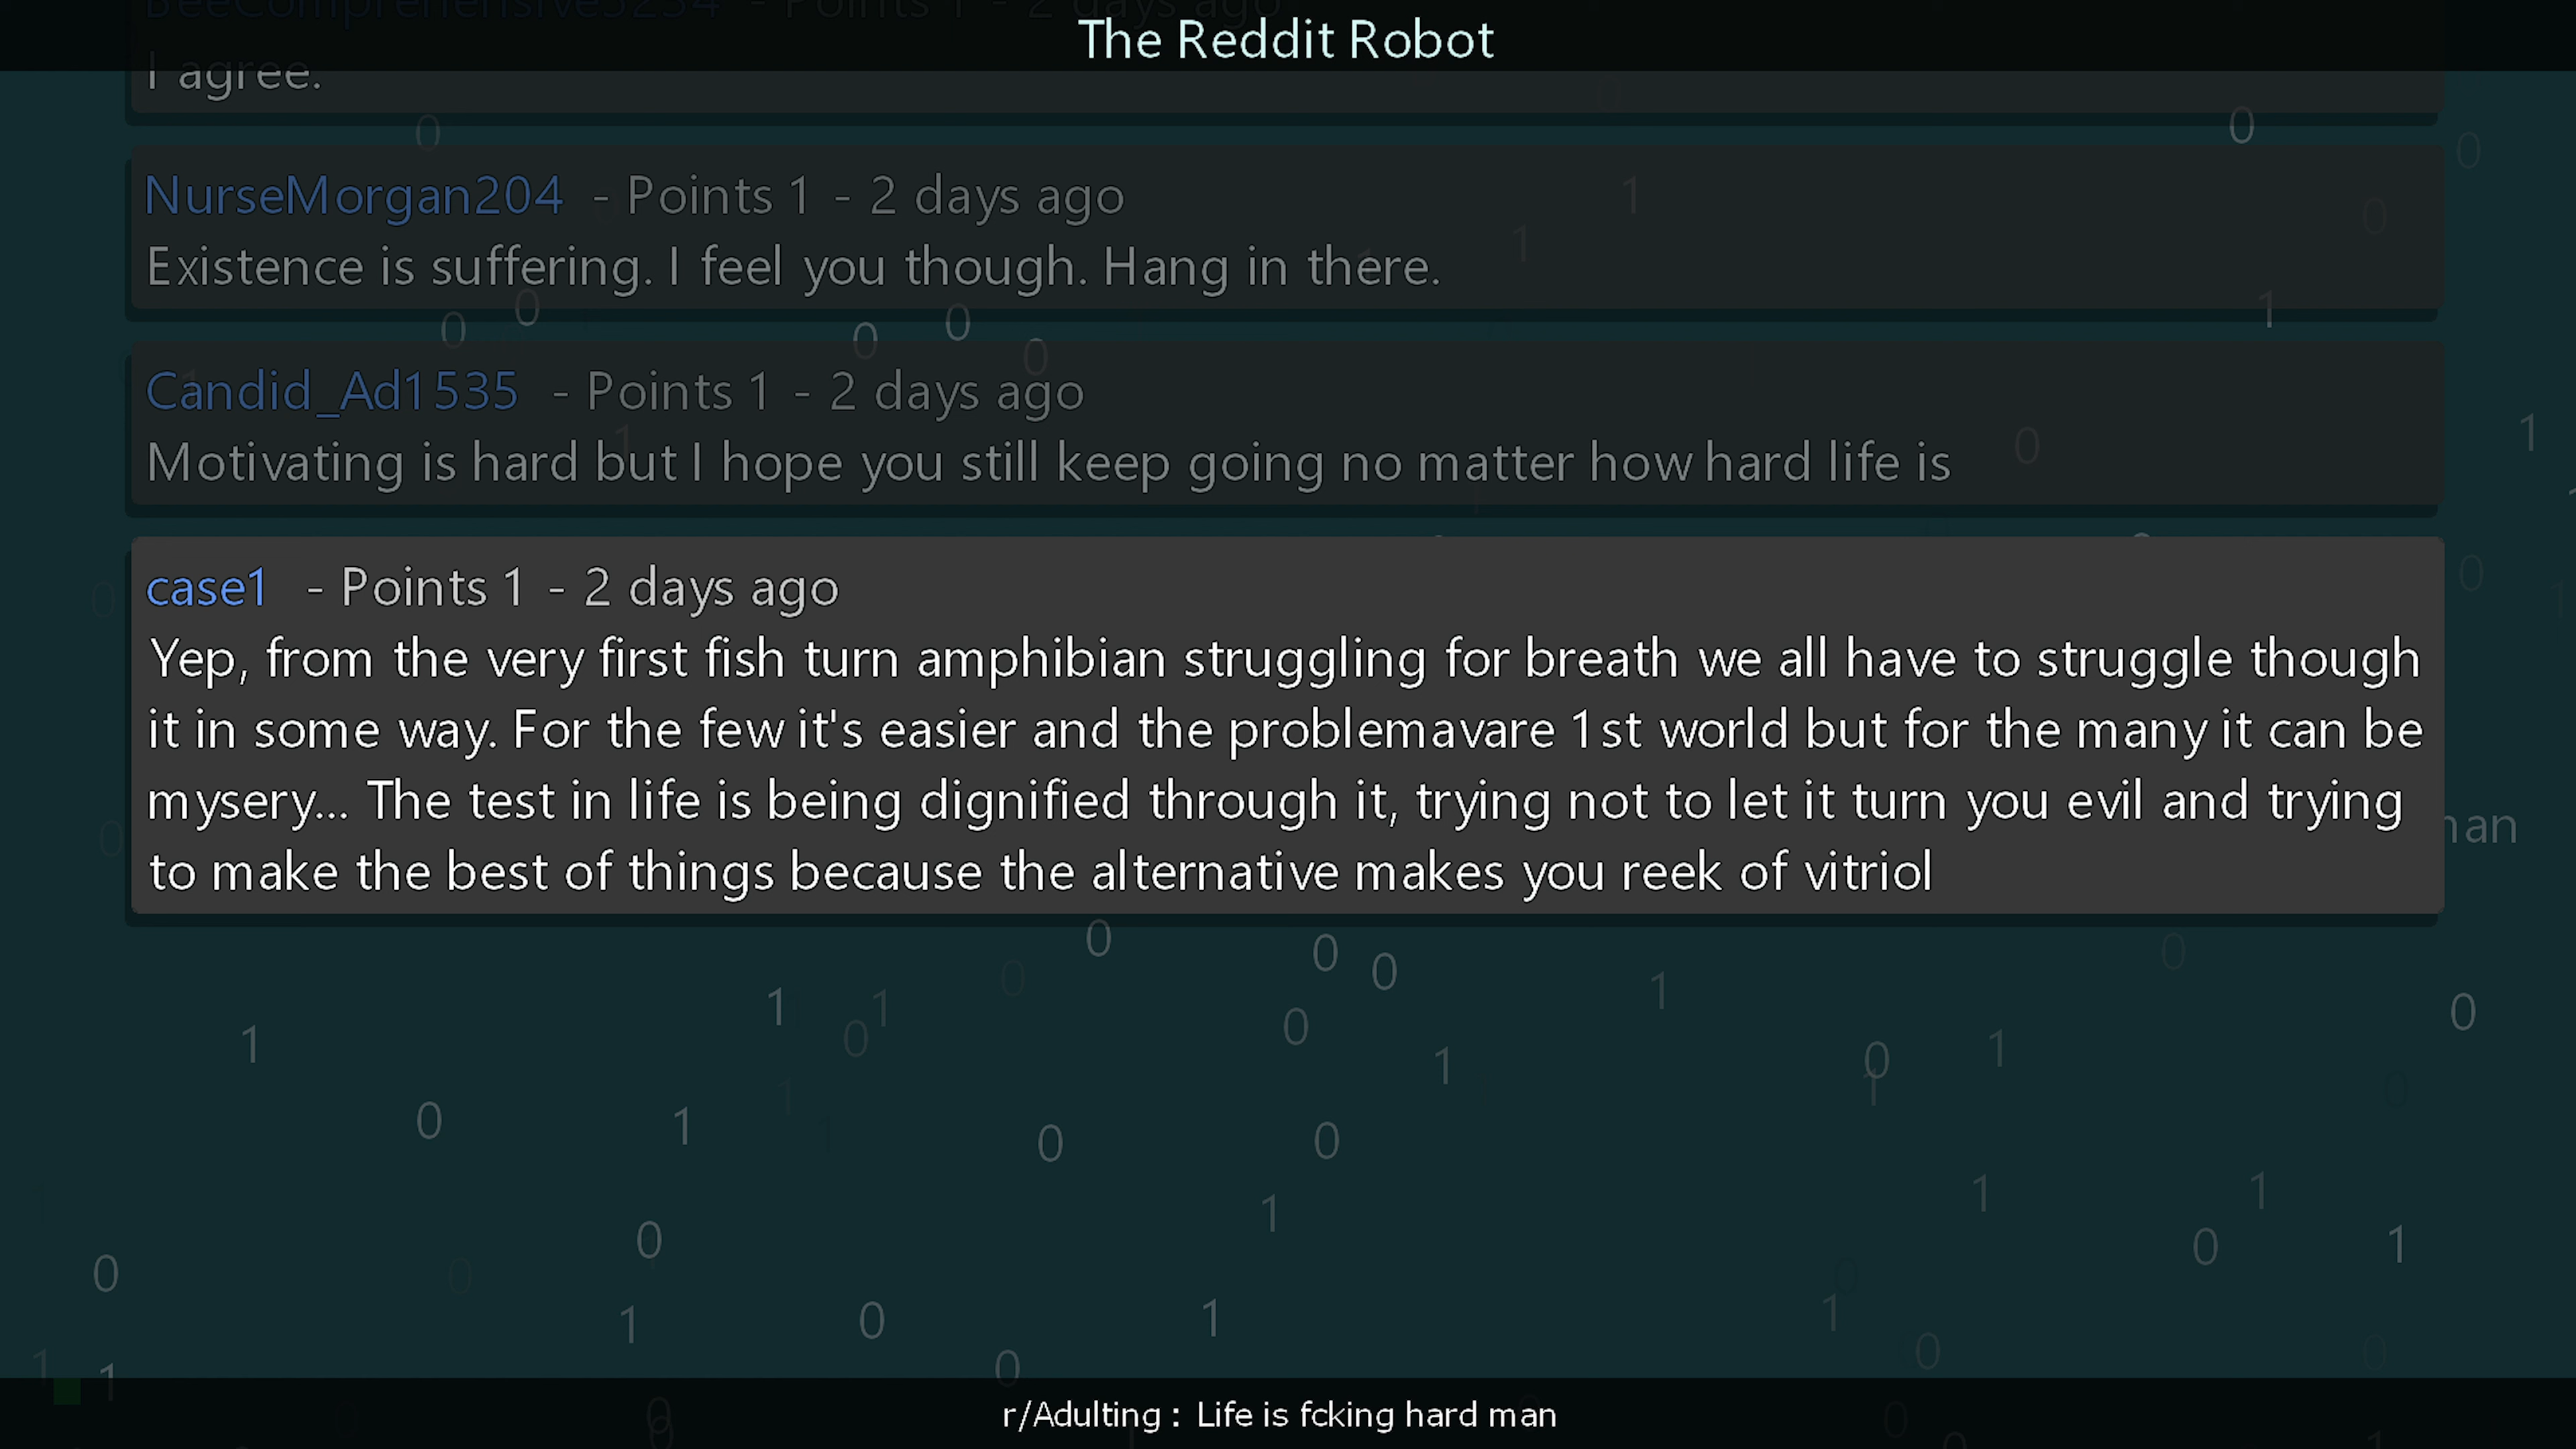 The Reddit Robot
I agree.
NurseMorgan204 - Points 1 - 2 days ago
Existence is suffering. I feel you though. Hang in there.
Candid_Ad1535 - Points 1 - 2 days ago
Motivating is hard but I hope you still keep going no matter how hard life is
case1 - Points 1 - 2 days ago
Yep, from the very first fish turn amphibian struggling for breath we all have to struggle though
it in some way. For the few it's easier and the problemavare 1st world but for the many it can be
mysery... The test in life is being dignified through it, trying not to let it turn you evil and trying
to make the best of things because the alternative makes you reek of vitriol
r/Adulting : Life is fcking hard man